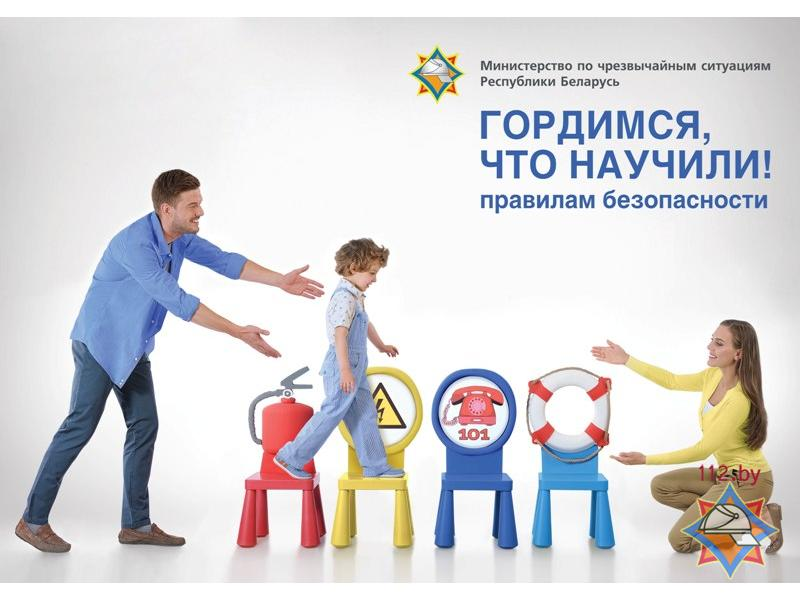 Министерство по чрезвычайным ситуациям
Республики Беларусь
ГОРДИМСЯ,
ЧТО НАУЧИЛИ!
правилам безопасности
101
112.by